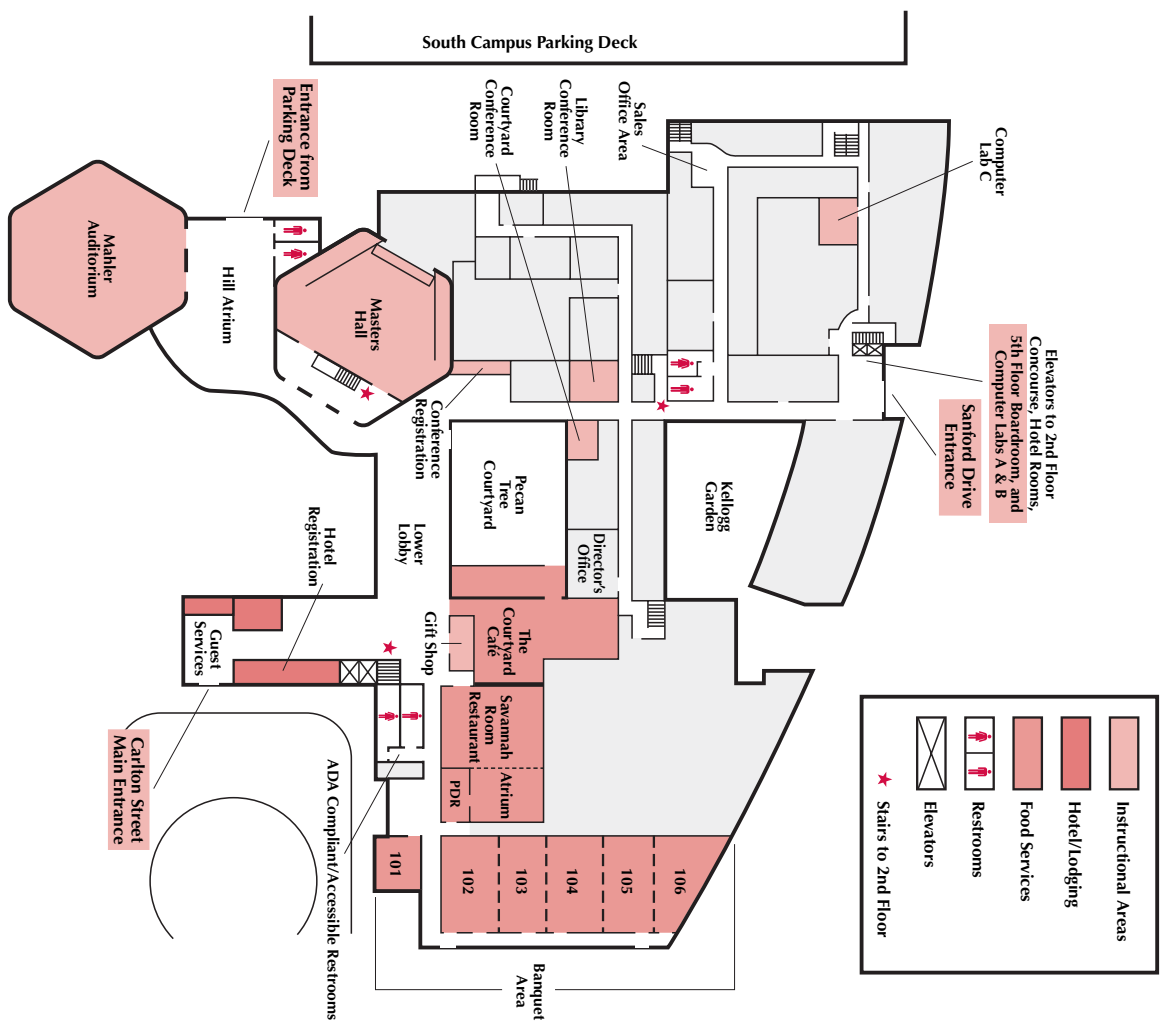 South Campus Parking Deck
Entrance from
Parking Deck
Courtyard
Conference
Room
Library
Conference
Room
Sales
Office Area
Computer
Lab C
Mahler
Auditorium
Hill Atrium
Masters
Hall
Conference
Registration
Elevators to 2nd Floor
Concourse, Hotel Rooms,
5th Floor Boardroom, and
Computer Labs A & B
Sanford Drive
Entrance
Pecan
Tree
Courtyard
Kellogg
Garden
Lower
Lobby
Hotel
Registration
Director's
Office
Guest
Services
Gift Shop
The
Courtyard
Café
Savannah
Room
Restaurant
Atrium
PDR
Carlton Street
Main Entrance
ADA Compliant/Accessible Restrooms
101
102
103
104
105
106
Banquet
Area
Instructional Areas
Hotel/Lodging
Food Services
Restrooms
Elevators
Stairs to 2nd Floor